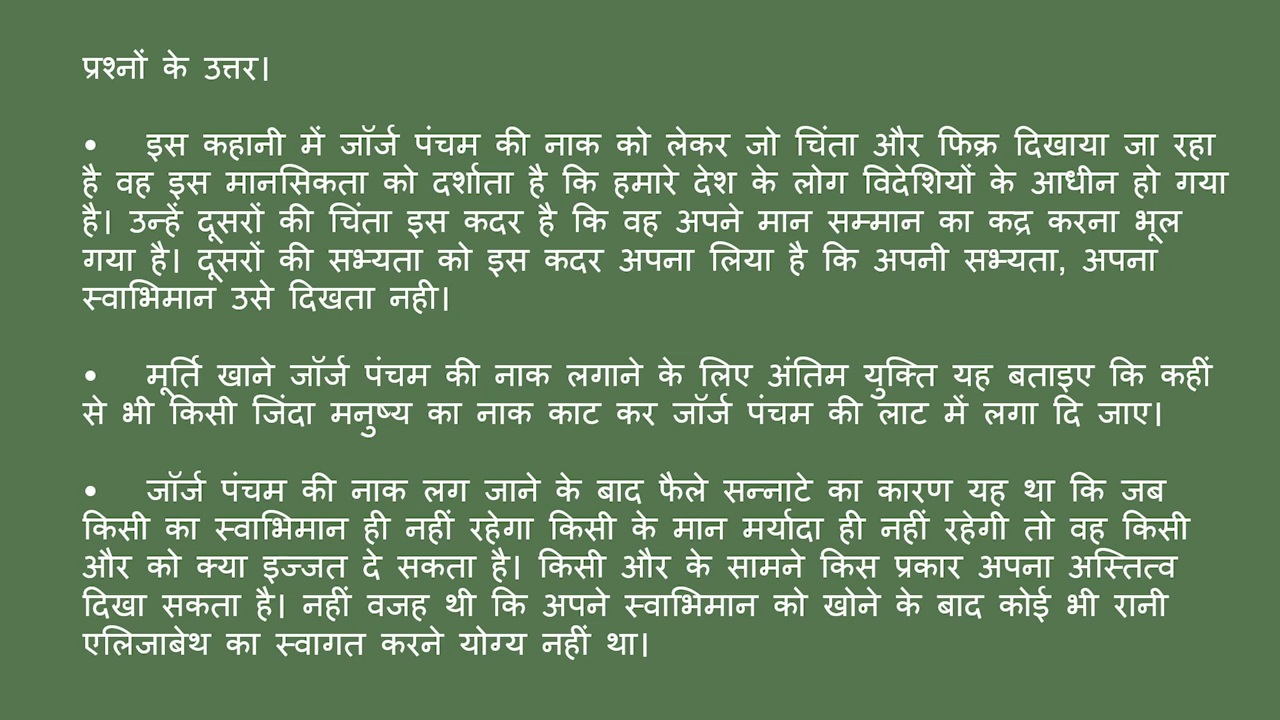 प्रश्नों के उत्तर।
• इस कहानी में जॉर्ज पंचम की नाक को लेकर जो चिंता और फिक्र दिखाया जा रहा
है वह इस मानसिकता को दर्शाता है कि हमारे देश के लोग विदेशियों के आधीन हो गया
है। उन्हें दूसरों की चिंता इस कदर है कि वह अपने मान सम्मान का कद्र करना भूल
गया है। दूसरों की सभ्यता को इस कदर अपना लिया है कि अपनी सभ्यता, अपना
स्वाभिमान उसे दिखता नही।
• मूर्ति खाने जॉर्ज पंचम की नाक लगाने के लिए अंतिम युक्ति यह बताइए कि कहीं
से भी किसी जिंदा मनुष्य का नाक काट कर जॉर्ज पंचम की लाट में लगा दि जाए।
• जॉर्ज पंचम की नाक लग जाने के बाद फैले सन्नाटे का कारण यह था कि जब
किसी का स्वाभिमान ही नहीं रहेगा किसी के मान मर्यादा ही नहीं रहेगी तो वह किसी
और को क्या इज्जत दे सकता है। किसी और के सामने किस प्रकार अपना अस्तित्व
दिखा सकता है। नहीं वजह थी कि अपने स्वाभिमान को खोने के बाद कोई भी रानी
एलिजाबेथ का स्वागत करने योग्य नहीं था।